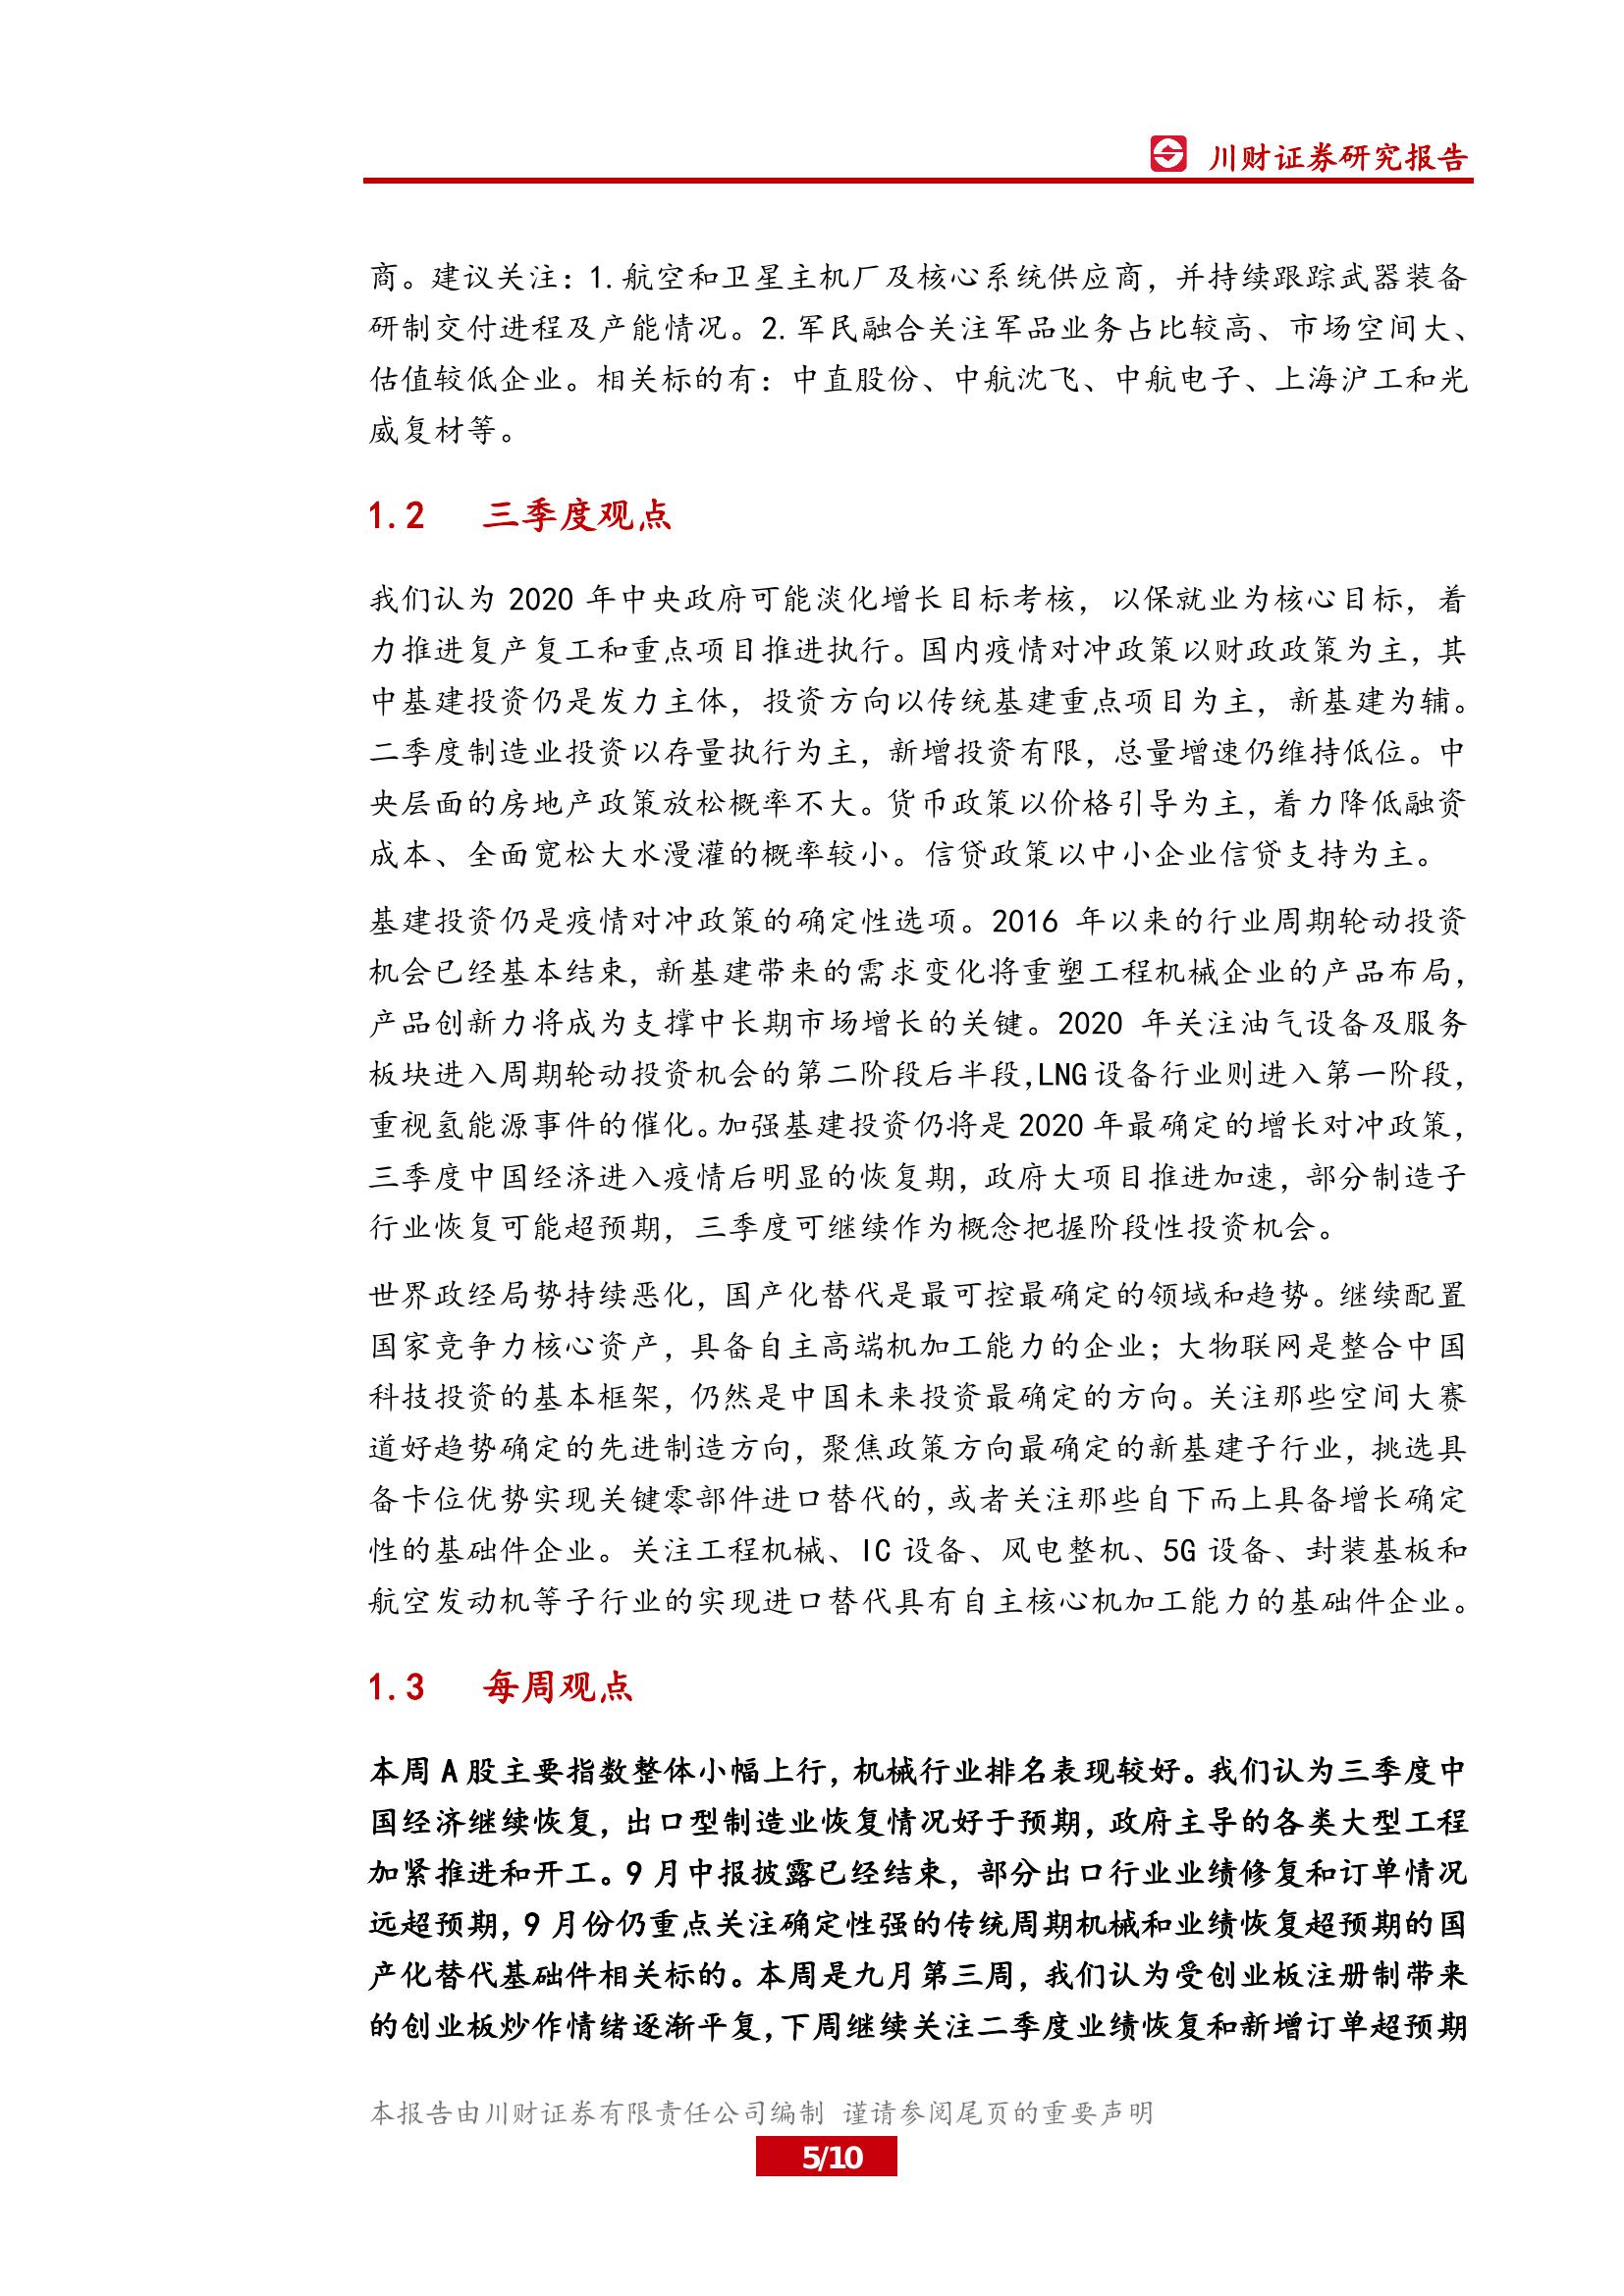 川财证券研究报告
商。建议关注：1.航空和卫星主机厂及核心系统供应商，并持续跟踪武器装备
研制交付进程及产能情况。2.军民融合关注军品业务占比较高、市场空间大、
估值较低企业。相关标的有：中直股份、中航沈飞、中航电子、上海沪工和光
威复材等。
1.2 三季度观点
我们认为 2020 年中央政府可能淡化增长目标考核，以保就业为核心目标，着
力推进复产复工和重点项目推进执行。国内疫情对冲政策以财政政策为主，其
中基建投资仍是发力主体，投资方向以传统基建重点项目为主，新基建为辅。
二季度制造业投资以存量执行为主，新增投资有限，总量增速仍维持低位。中
央层面的房地产政策放松概率不大。货币政策以价格引导为主，着力降低融资
成本、全面宽松大水漫灌的概率较小。信贷政策以中小企业信贷支持为主。
基建投资仍是疫情对冲政策的确定性选项。2016 年以来的行业周期轮动投资
机会已经基本结束，新基建带来的需求变化将重塑工程机械企业的产品布局，
产品创新力将成为支撑中长期市场增长的关键。2020 年关注油气设备及服务
板块进入周期轮动投资机会的第二阶段后半段，LNG 设备行业则进入第一阶段，
重视氢能源事件的催化。加强基建投资仍将是 2020 年最确定的增长对冲政策，
三季度中国经济进入疫情后明显的恢复期，政府大项目推进加速，部分制造子
行业恢复可能超预期，三季度可继续作为概念把握阶段性投资机会。
世界政经局势持续恶化，国产化替代是最可控最确定的领域和趋势。继续配置
国家竞争力核心资产，具备自主高端机加工能力的企业；大物联网是整合中国
科技投资的基本框架，仍然是中国未来投资最确定的方向。关注那些空间大赛
道好趋势确定的先进制造方向，聚焦政策方向最确定的新基建子行业，挑选具
备卡位优势实现关键零部件进口替代的，或者关注那些自下而上具备增长确定
性的基础件企业。关注工程机械、IC 设备、风电整机、5G 设备、封装基板和
航空发动机等子行业的实现进口替代具有自主核心机加工能力的基础件企业。
1.3 每周观点
本周 A 股主要指数整体小幅上行，机械行业排名表现较好。我们认为三季度中
国经济继续恢复，出口型制造业恢复情况好于预期，政府主导的各类大型工程
加紧推进和开工。9 月中报披露已经结束，部分出口行业业绩修复和订单情况
远超预期，9 月份仍重点关注确定性强的传统周期机械和业绩恢复超预期的国
产化替代基础件相关标的。本周是九月第三周，我们认为受创业板注册制带来
的创业板炒作情绪逐渐平复，下周继续关注二季度业绩恢复和新增订单超预期
本报告由川财证券有限责任公司编制 谨请参阅尾页的重要声明
5/10